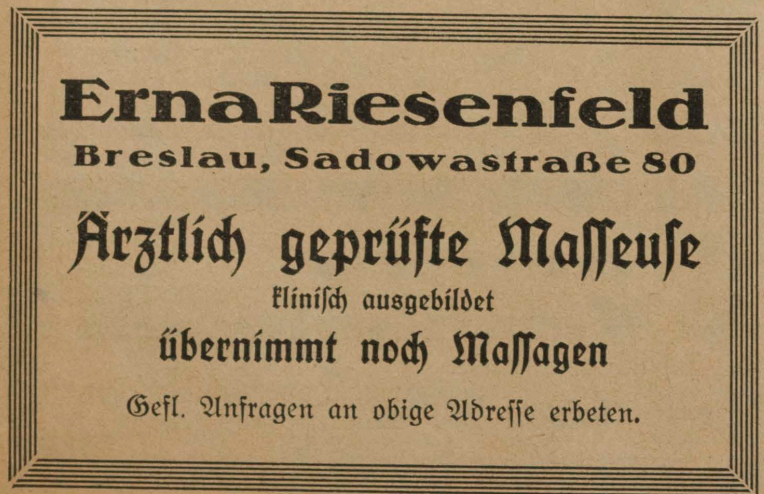 Erna Riesenfeld
Breslau, Sadowastraße 80
Ärztlich geprüfte Masseuse
klinisch ausgebildet
übernimmt noch Massagen
Gefl. Anfragen an obige Adresse erbeten.